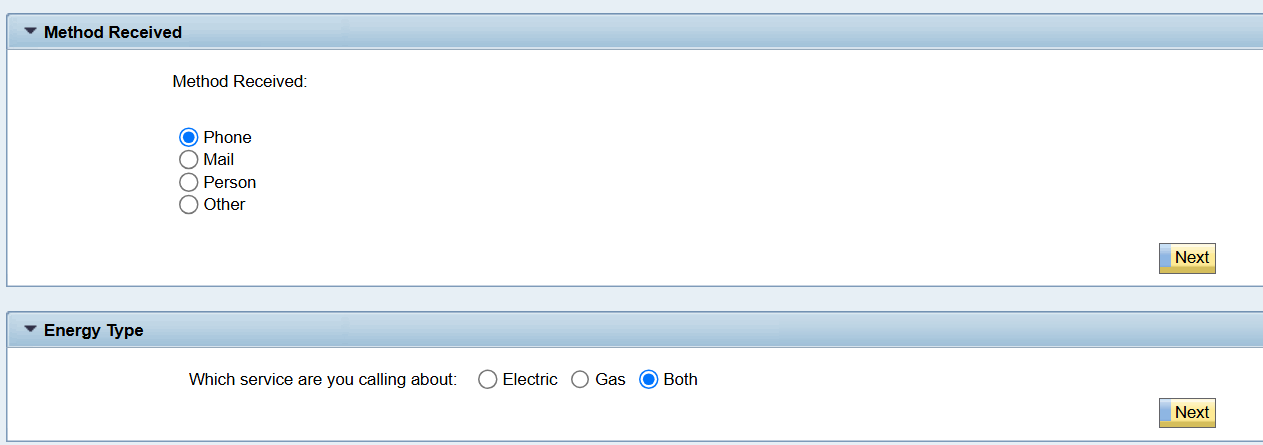 Method Received
Method Received:
Phone
Mail
Person
Other
Next
Energy Type
Which service are you calling about: Electric Gas Both
Next